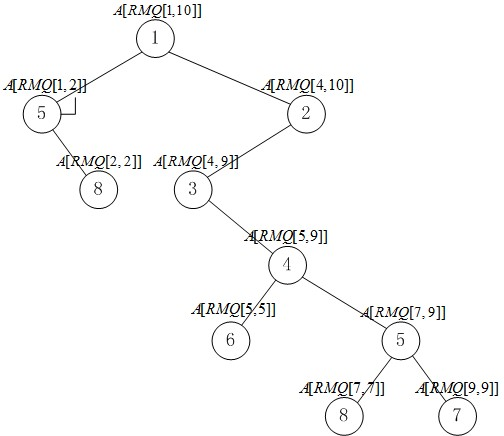 A[RMQ[1,10]]
1
A[RMQ[1,2]]
5
A[RMQ[4,10]]
2
A[RMQ[2,2]]
8
A[RMQ[4,9]]
3
A[RMQ[5,9]]
4
A[RMQ[5,5]]
6
A[RMQ[7,9]]
5
A[RMQ[7,7]]
8
A[RMQ[9,9]]
7